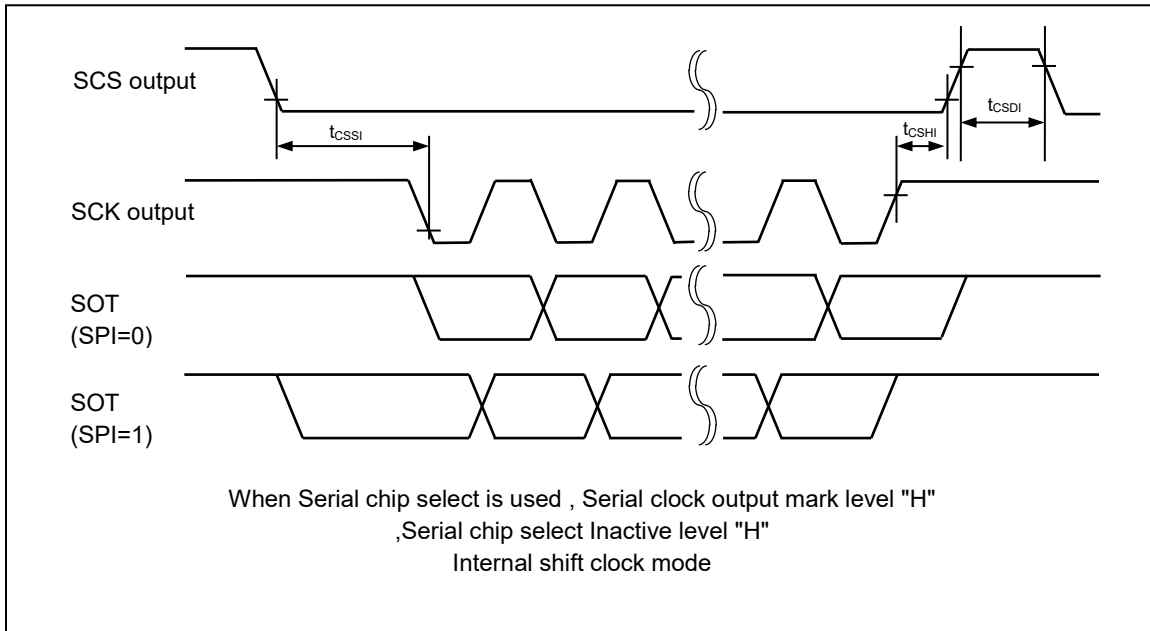 SCS output
tCSSI
tCSHI
tCSDI
SCK output
SOT
(SPI=0)
SOT
(SPI=1)
When Serial chip select is used , Serial clock output mark level "H"
,Serial chip select Inactive level "H"
Internal shift clock mode